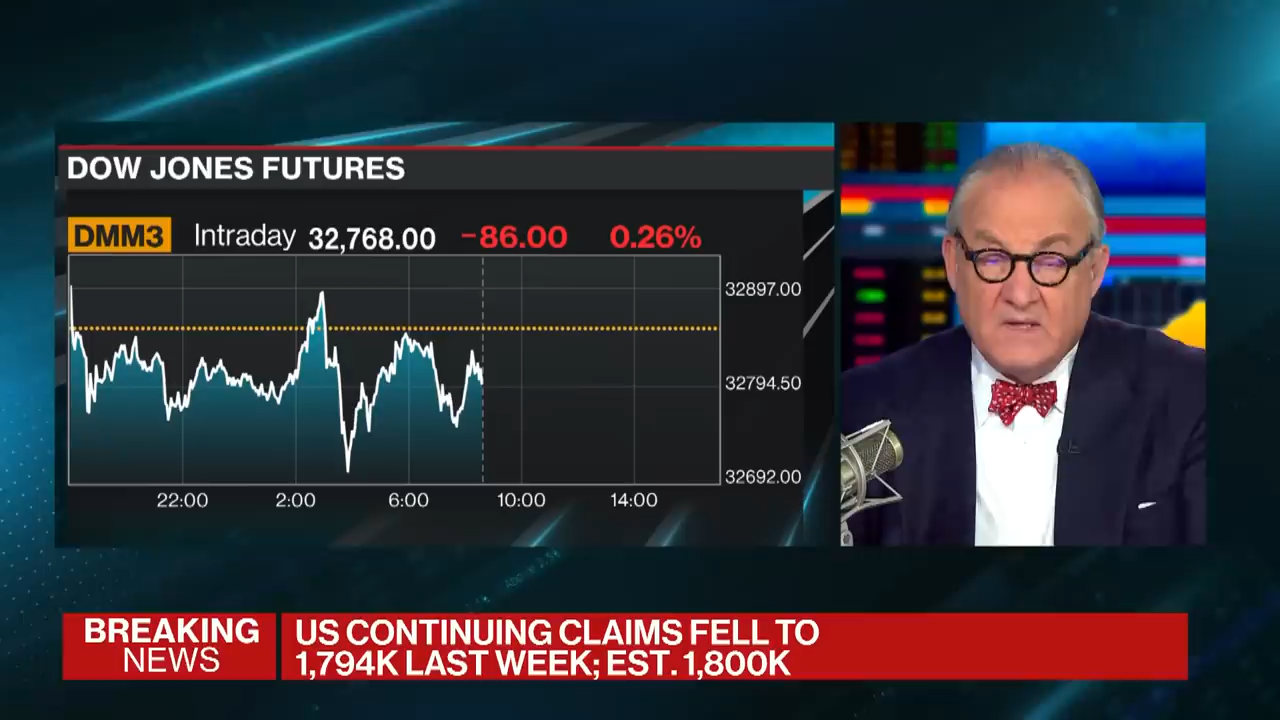 DOW JONES FUTURES
DMM3 Intraday 32,768.00 -86.00 0.26%
32897.00
32794.50
32692.00
22:00 2:00 6:00 10:00 14:00
BREAKING
NEWS
US CONTINUING CLAIMS FELL TO
1,794K LAST WEEK; EST. 1,800K